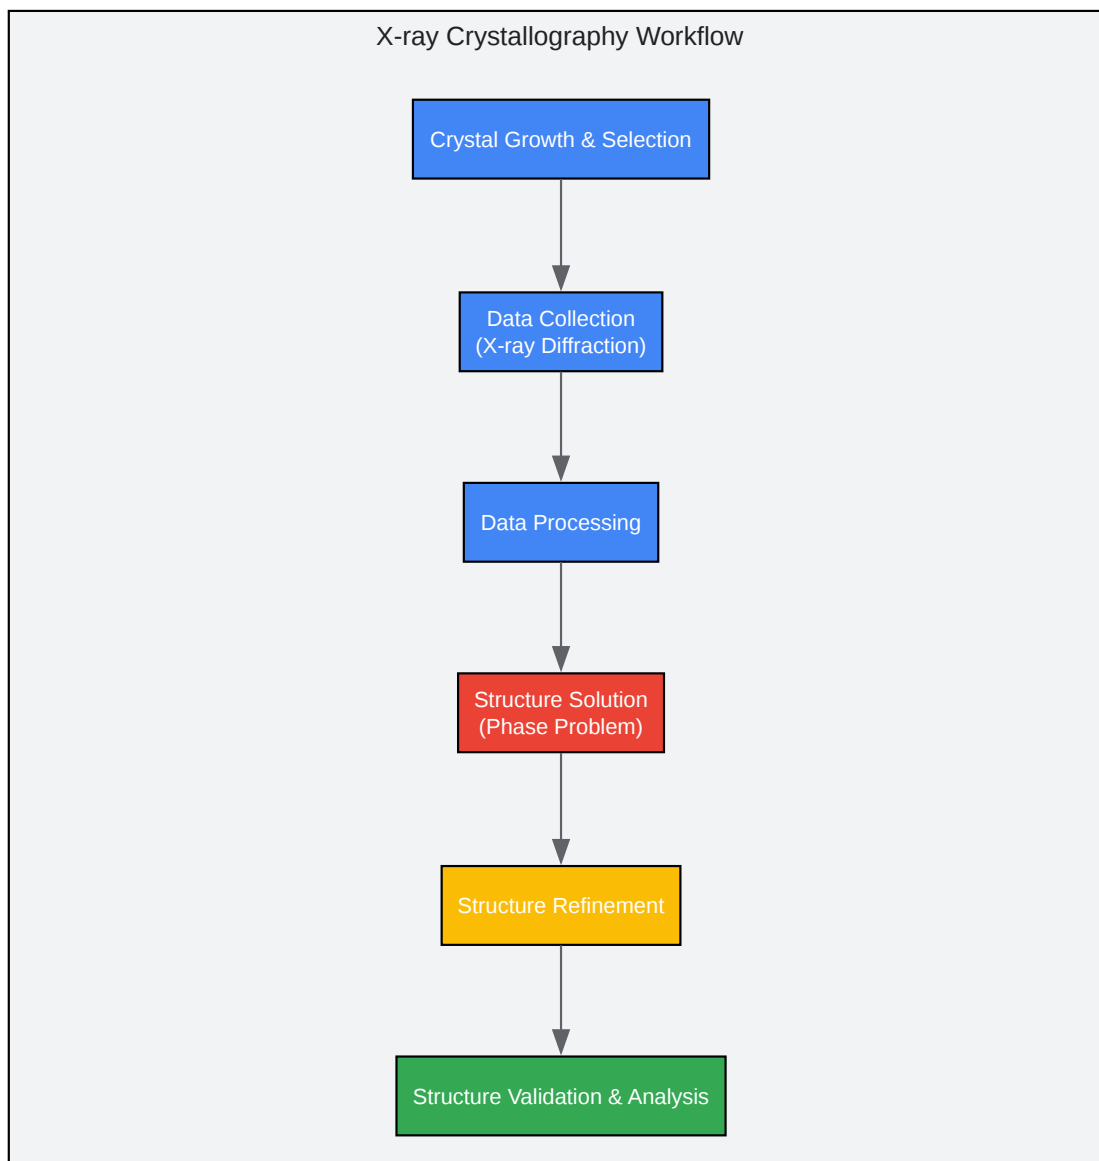 X-ray Crystallography Workflow
Crystal Growth & Selection
Data Collection
(X-ray Diffraction)
Data Processing
Structure Solution
(Phase Problem)
Structure Refinement
Structure Validation & Analysis